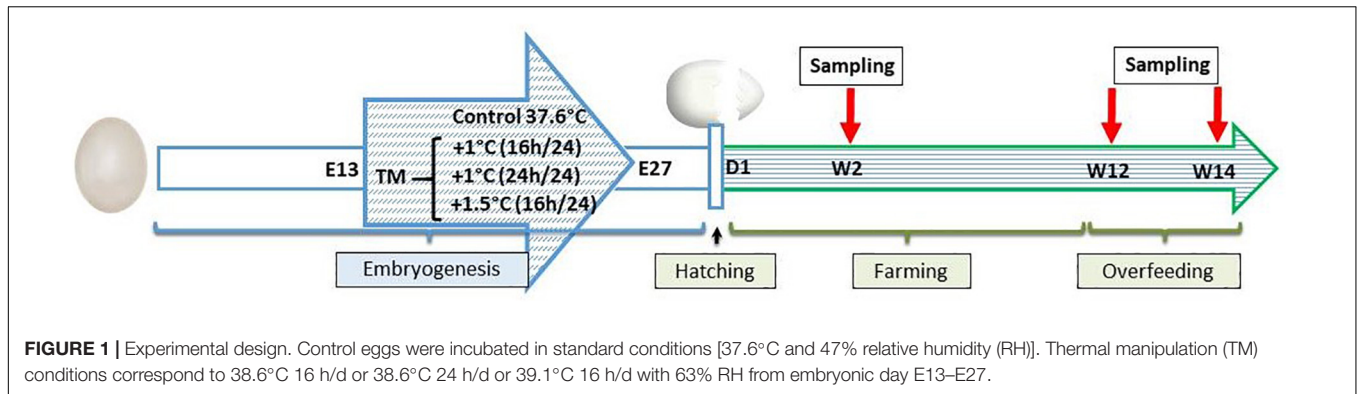 Sampling
Sampling
Control 37.6°C
+1°C (16h/24)
E13
TM
+1°C (24h/24)
E27
D1
W2
W12
W14
+1.5°C (16h/24)
Embryogenesis
Hatching
Farming
Overfeeding
FIGURE 1 | Experimental design. Control eggs were incubated in standard conditions [37.6°C and 47% relative humidity (RH)]. Thermal manipulation (TM)
conditions correspond to 38.6°C 16 h/d or 38.6°C 24 h/d or 39.1°C 16 h/d with 63% RH from embryonic day E13–E27.